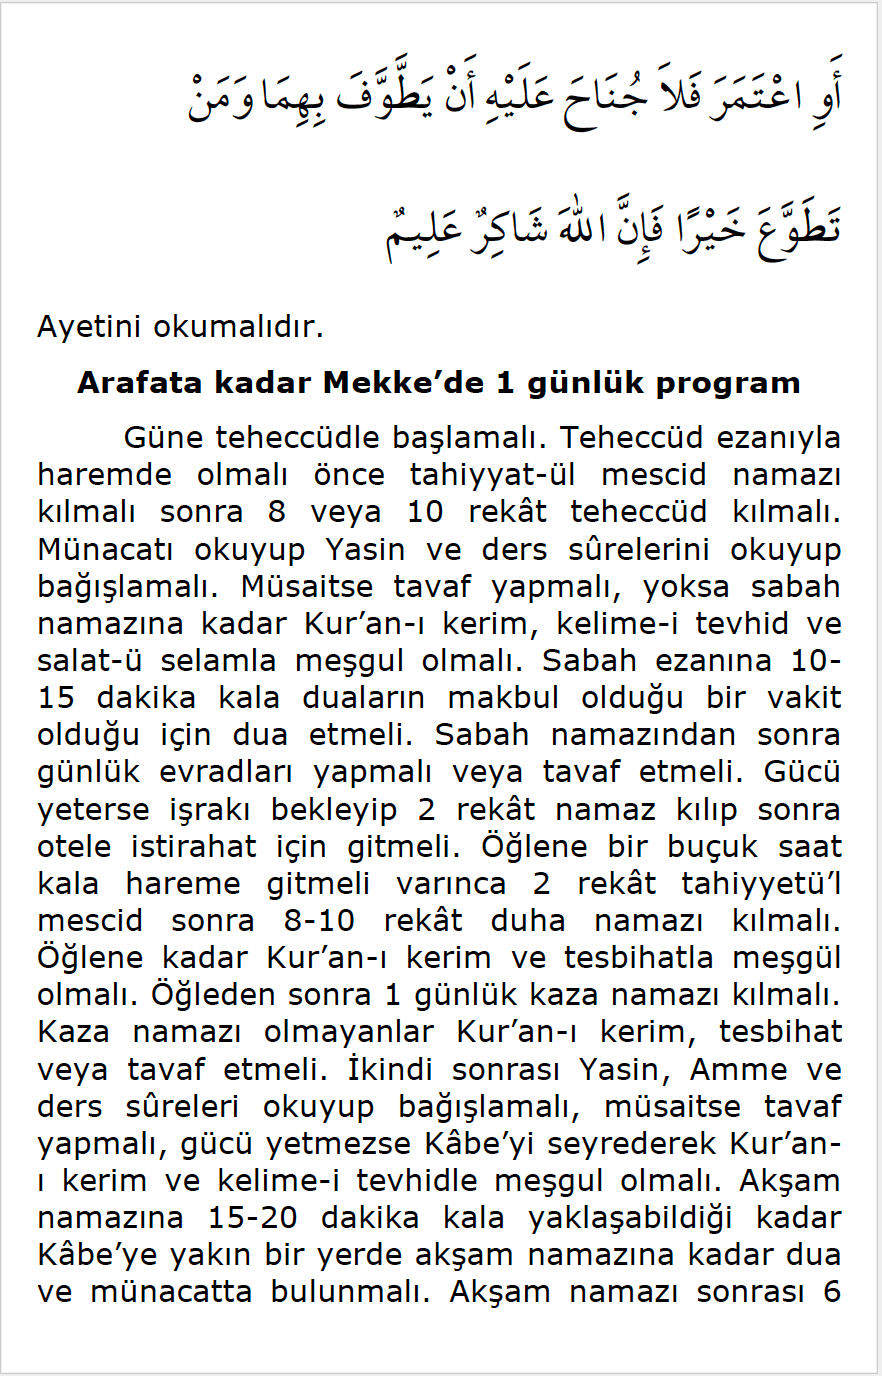 أَوِ اعْتَمَرَ فَلاَ جُنَاحَ عَلَيْهِ أَنْ يَطَّوَّفَ بِهِمَا وَمَنْ
تَطَوَّعَ خَيْرًا فَإِنَّ اللهَ شَاكِرٌ عَلِيمٌ
Ayetini okumalıdır.
Arafata kadar Mekke’de 1 günlük program
Güne teheccüdle başlamalı. Teheccüd ezanıyla
haremde olmalı önce tahiyyat-ül mescid namazı
kılmalı sonra 8 veya 10 rekât teheccüd kılmalı.
Münacatı okuyup Yasin ve ders sûrelerini okuyup
bağışlamalı. Müsaitse tavaf yapmalı, yoksa sabah
namazına kadar Kur’an-ı kerim, kelime-i tevhid ve
salat-ü selamla meşgul olmalı. Sabah ezanına 10-
15 dakika kala duaların makbul olduğu bir vakit
olduğu için dua etmeli. Sabah namazından sonra
günlük evradları yapmalı veya tavaf etmeli. Gücü
yeterse işrakı bekleyip 2 rekât namaz kılıp sonra
otele istirahat için gitmeli. Öğlene bir buçuk saat
kala hareme gitmeli varınca 2 rekât tahiyyetü’l
mescid sonra 8-10 rekât duha namazı kılmalı.
Öğlene kadar Kur’an-ı kerim ve tesbihatla meşgül
olmalı. Öğleden sonra 1 günlük kaza namazı kılmalı.
Kaza namazı olmayanlar Kur’an-ı kerim, tesbihat
veya tavaf etmeli. İkindi sonrası Yasin, Amme ve
ders sûreleri okuyup bağışlamalı, müsaitse tavaf
yapmalı, gücü yetmezse Kâbe’yi seyrederek Kur’an-
ı kerim ve kelime-i tevhidle meşgul olmalı. Akşam
namazına 15-20 dakika kala yaklaşabildiği kadar
Kâbe’ye yakın bir yerde akşam namazına kadar dua
ve münacatta bulunmalı. Akşam namazı sonrası 6